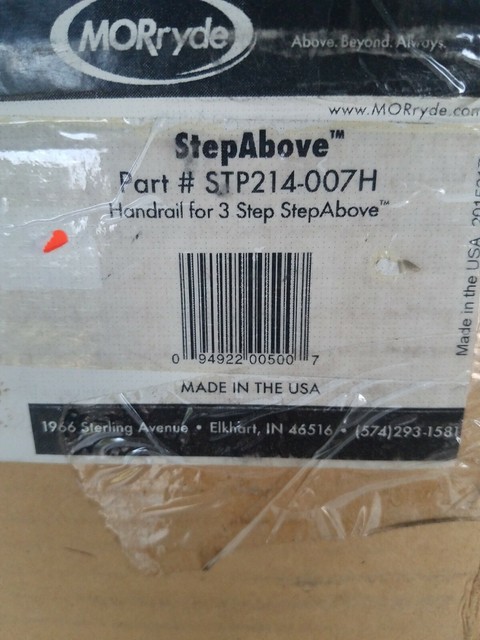 MORryde
Above. Beyond. Always.
www.MORryde.com
StepAbove™
Part # STP214-007H
Handrail for 3 Step StepAbove™
0 94922 00500 7
MADE IN THE USA
1966 Sterling Avenue • Elkhart, IN 46516 • (574)293-1581
Made in the USA